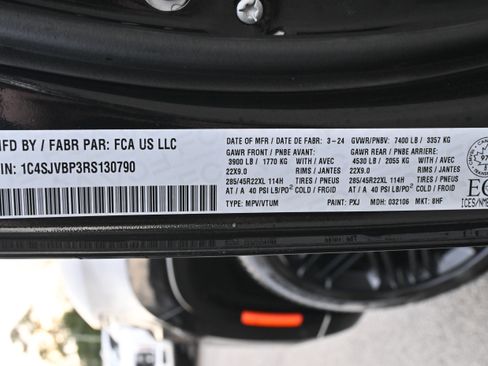 MFD BY / FABR PAR: FCA US LLC
VIN: 1C4SJVBP3RS130790
DATE OF MFR / DATE DE FABR: 3-24 GVWR/PNBV: 7400 LB / 3357 KG
GAWR FRONT / PNBE AVANT: GAWR REAR / PNBE ARRIERE:
3900 LB / 1770 KG WITH / AVEC 4530 LB / 2055 KG WITH / AVEC
22X9.0 RIMS / JANTES 22X9.0 RIMS / JANTES
285/45R22XL 114H TIRES / PNEUS 285/45R22XL 114H TIRES / PNEUS
AT / A 40 PSI LB/PO² COLD / A FROID AT / A 40 PSI LB/PO² COLD / A FROID
TYPE: MPV/VTUM PAINT: PXJ MDH: 032106 MKT: 8HF